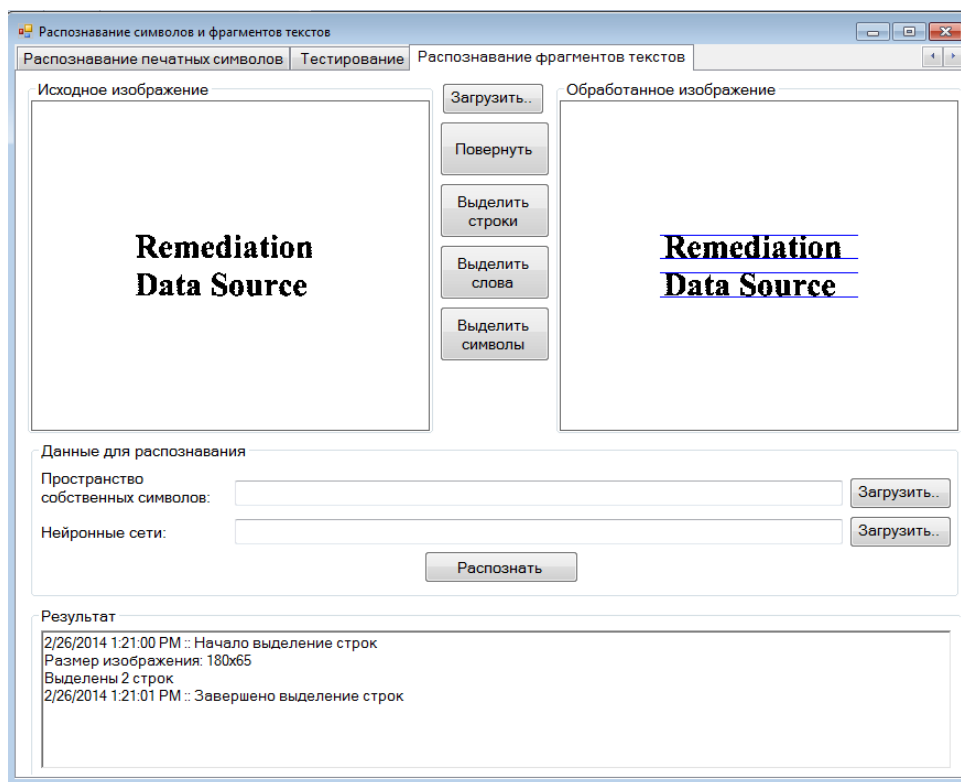 Распознавание символов и фрагментов текстов
Распознавание печатных символов
Тестирование
Распознавание фрагментов текстов
Исходное изображение
Remediation
Data Source
Загрузить..
Повернуть
Выделить
строки
Выделить
слова
Выделить
символы
Обработанное изображение
Remediation
Data Source
Данные для распознавания
Пространство
собственных символов:
Загрузить..
Нейронные сети:
Загрузить..
Распознать
Результат
2/26/2014 1:21:00 PM :: Начало выделение строк
Размер изображения: 180x65
Выделены 2 строк
2/26/2014 1:21:01 PM :: Завершено выделение строк